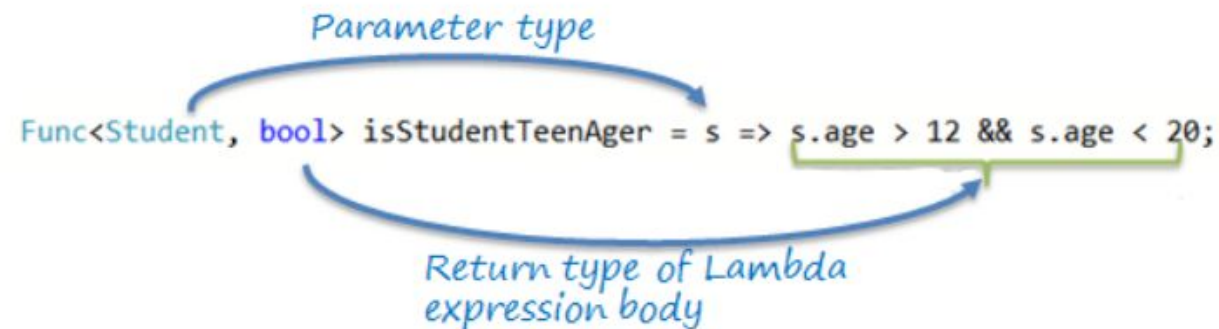 Parameter type
Func<Student, bool> isStudentTeenAger = s => s.age > 12 && s.age < 20;
Return type of Lambda
expression body